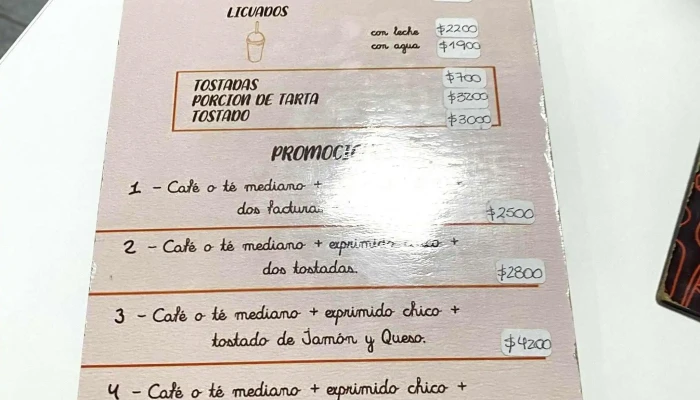 LICUADOS
con leche $2200
con agua $1900
TOSTADAS $700
PORCION DE TARTA $3200
TOSTADO $3000
1 - Café o té mediano +
dos $2500
2 - Café o té mediano + +
dos tostadas. $2800
3 - Café o té mediano + exprimido chico +
tostado de Jamón y Queso. $4200
4 - Café o té mediano + exprimido chico +